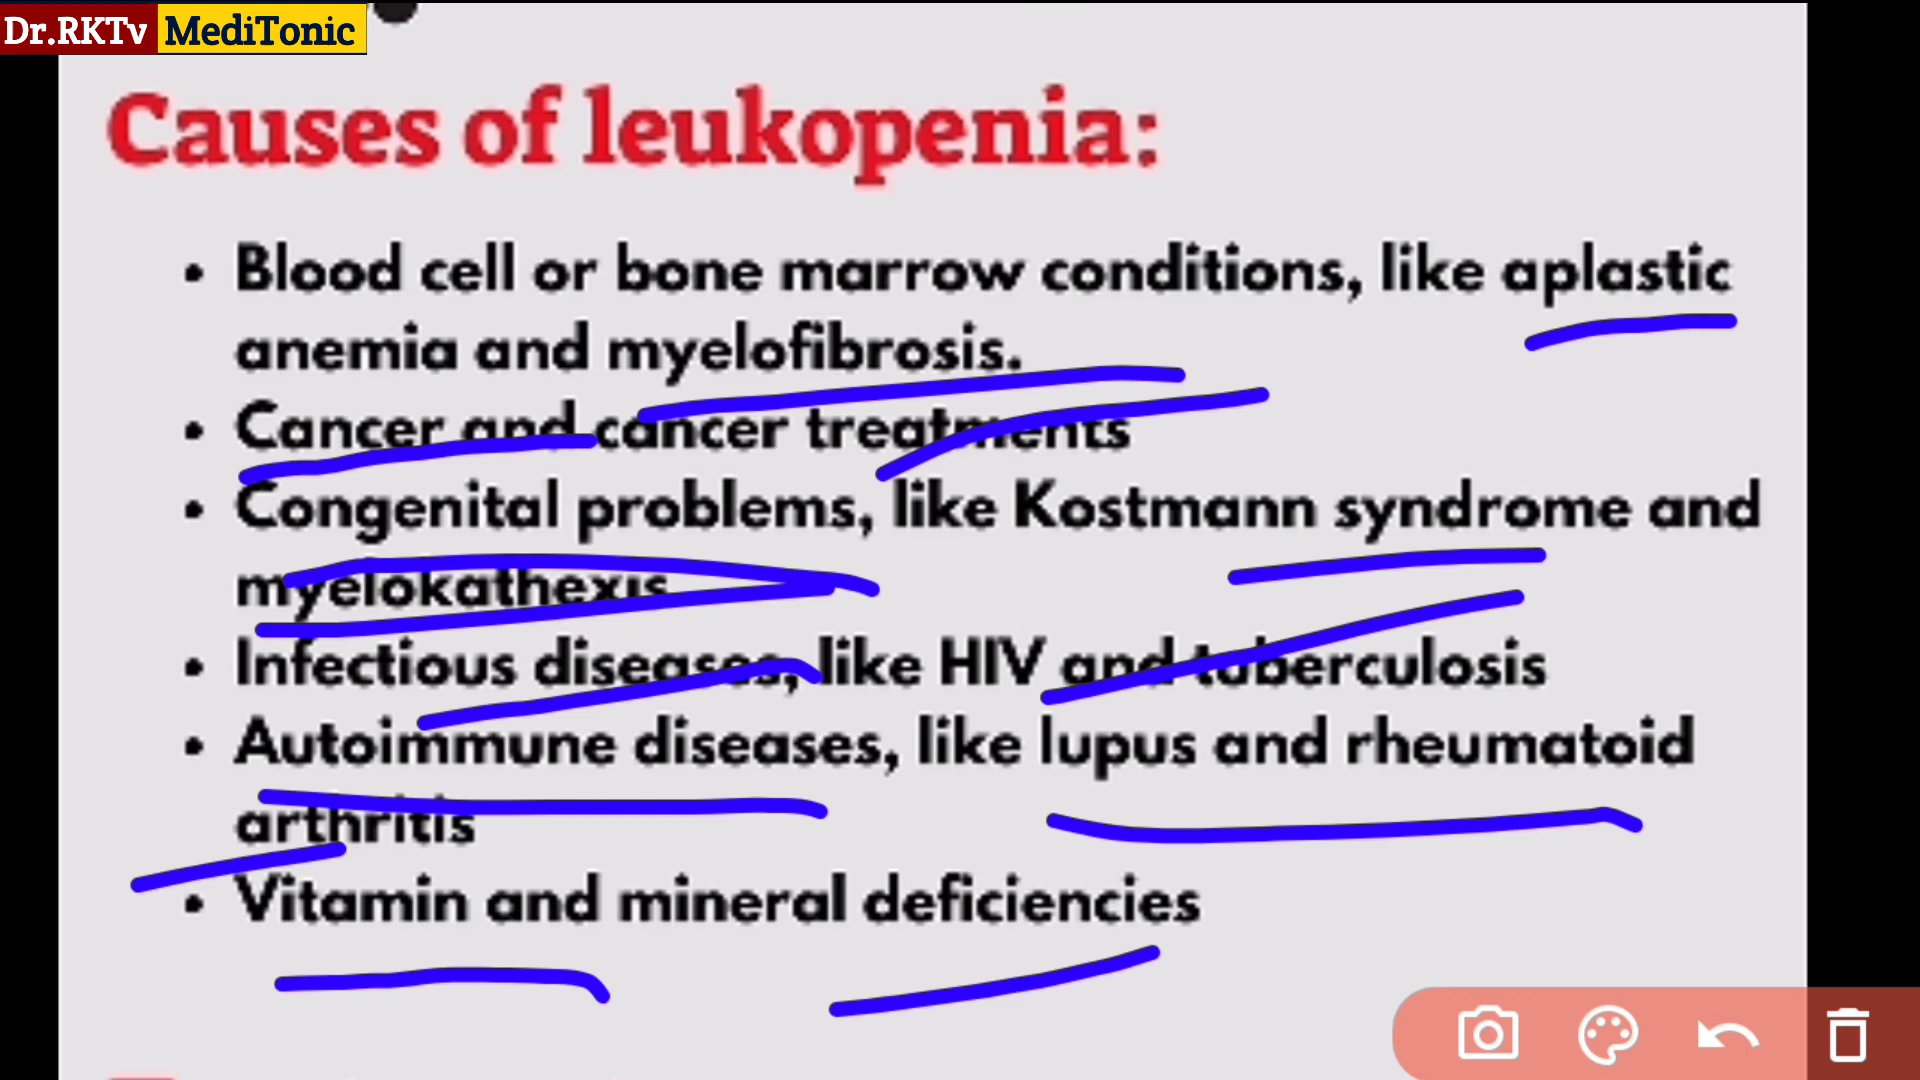 Dr.RKTv MediTonic
Causes of leukopenia:
• Blood cell or bone marrow conditions, like aplastic
anemia and myelofibrosis.
• Cancer and cancer treatments
• Congenital problems, like Kostmann syndrome and
myelokathexis
• Infectious diseases, like HIV and tuberculosis
• Autoimmune diseases, like lupus and rheumatoid
arthritis
• Vitamin and mineral deficiencies